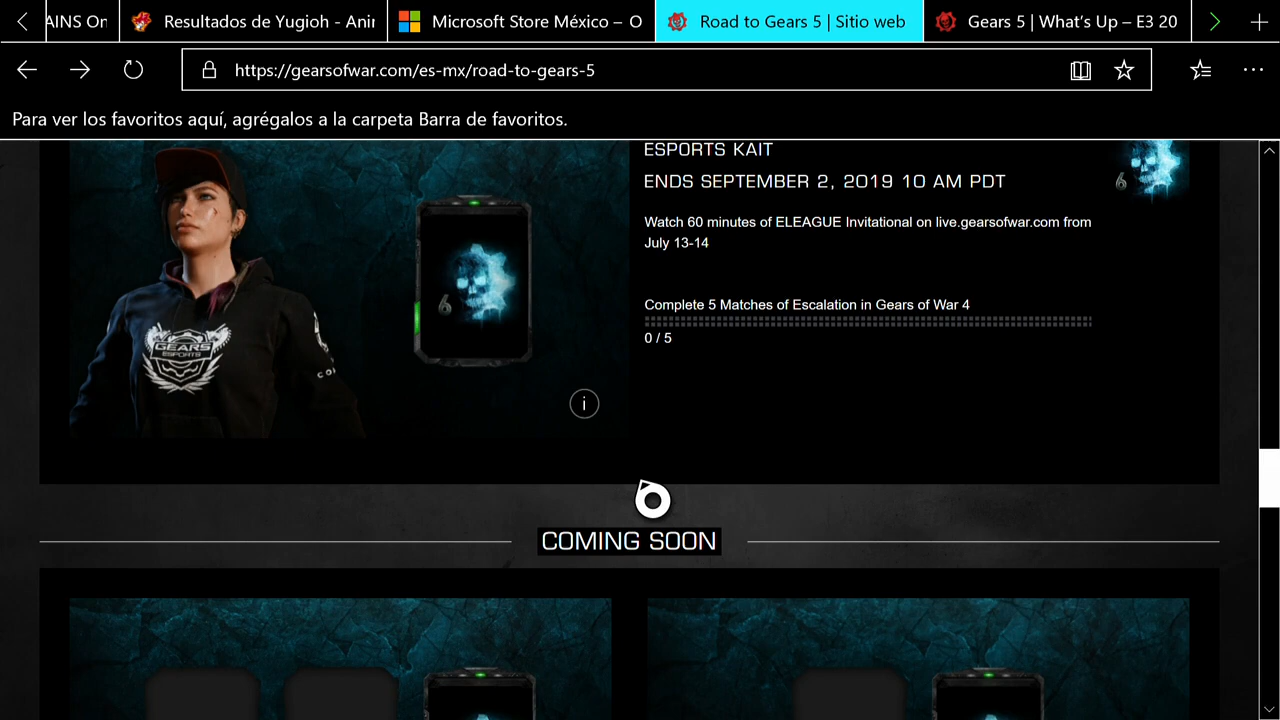 AINS On
Resultados de Yugioh - Anir
Microsoft Store México – O
Road to Gears 5 | Sitio web
Gears 5 | What's Up – E3 20
https://gearsofwar.com/es-mx/road-to-gears-5
Para ver los favoritos aquí, agrégalos a la carpeta Barra de favoritos.
ESPORTS KAIT
ENDS SEPTEMBER 2, 2019 10 AM PDT
6
Watch 60 minutes of ELEAGUE Invitational on live.gearsofwar.com from
July 13-14
Complete 5 Matches of Escalation in Gears of War 4
0 / 5
6
GEARS
ESPORTS
i
COMING SOON